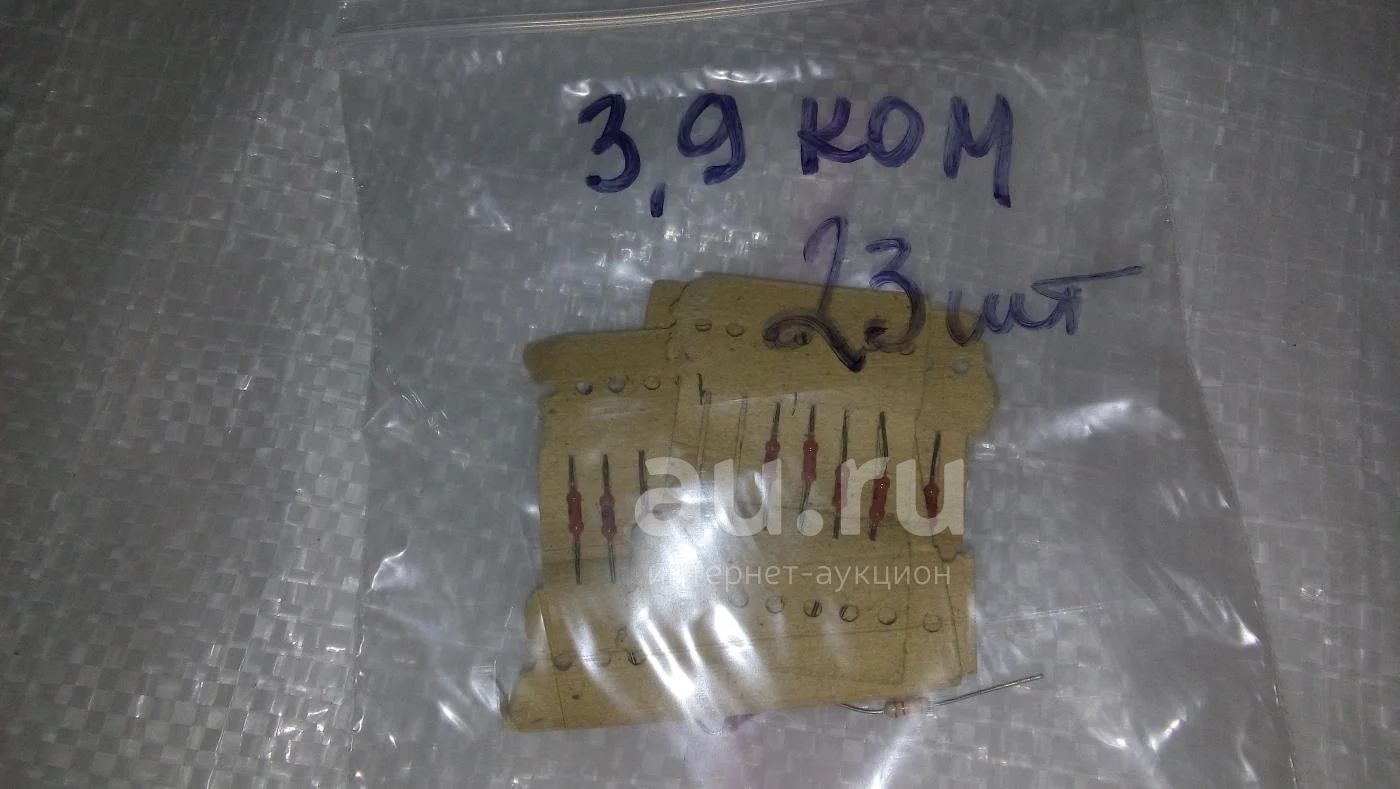 3,9 ком
23 шт
au.ru
интернет-аукцион